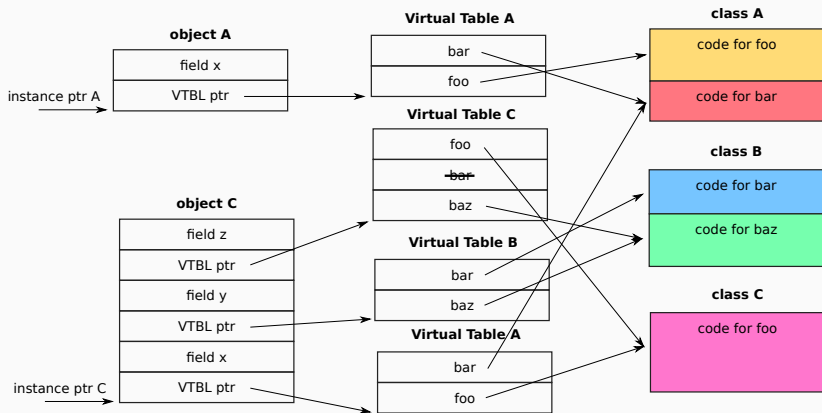 object A
field x
VTBL ptr
instance ptr A
Virtual Table A
bar
foo
class A
code for foo
code for bar
Virtual Table C
foo
bar
baz
class B
code for bar
code for baz
object C
field z
VTBL ptr
field y
VTBL ptr
field x
VTBL ptr
instance ptr C
Virtual Table B
bar
baz
Virtual Table A
bar
foo
class C
code for foo